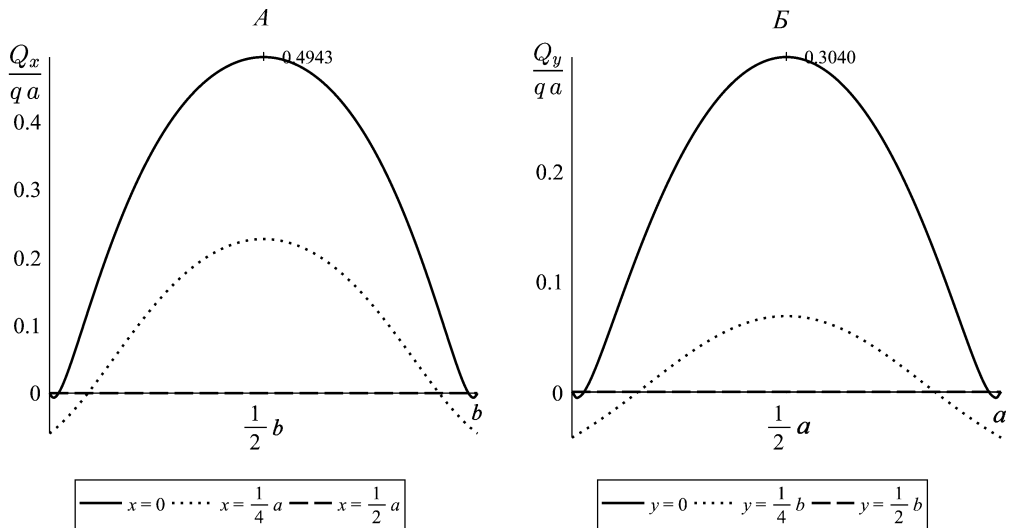 А
Q_x / q a
0.4943
0.4
0.3
0.2
0.1
0
1/2 b
b
x = 0 x = 1/4 a x = 1/2 a
Б
Q_y / q a
0.3040
0.2
0.1
0
1/2 a
a
y = 0 y = 1/4 b y = 1/2 b